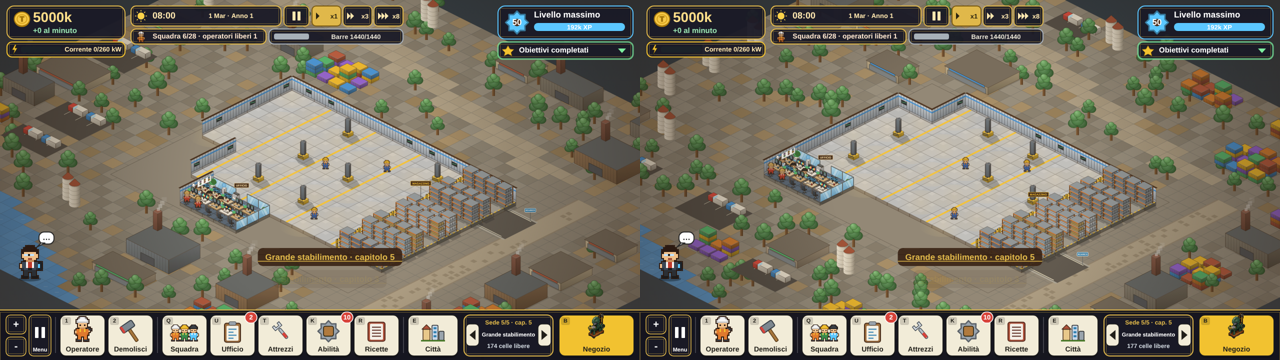 5000k
+0 al minuto
Corrente 0/260 kW
08:00
1 Mar · Anno 1
x1
x3
x8
Squadra 6/28 · operatori liberi 1
Barre 1440/1440
50
Livello massimo
192k XP
Obiettivi completati
Grande stabilimento · capitolo 5
+
-
Menu
1
Operatore
2
Demolisci
Q
Squadra
U
2
Ufficio
T
Attrezzi
K
10
Abilità
R
Ricette
E
Città
Sede 5/5 · cap. 5
Grande stabilimento
174 celle libere
B
Negozio
5000k
+0 al minuto
Corrente 0/260 kW
08:00
1 Mar · Anno 1
x1
x3
x8
Squadra 6/28 · operatori liberi 1
Barre 1440/1440
50
Livello massimo
192k XP
Obiettivi completati
Grande stabilimento · capitolo 5
+
-
Menu
1
Operatore
2
Demolisci
Q
Squadra
U
2
Ufficio
T
Attrezzi
K
10
Abilità
R
Ricette
E
Città
Sede 5/5 · cap. 5
Grande stabilimento
177 celle libere
B
Negozio